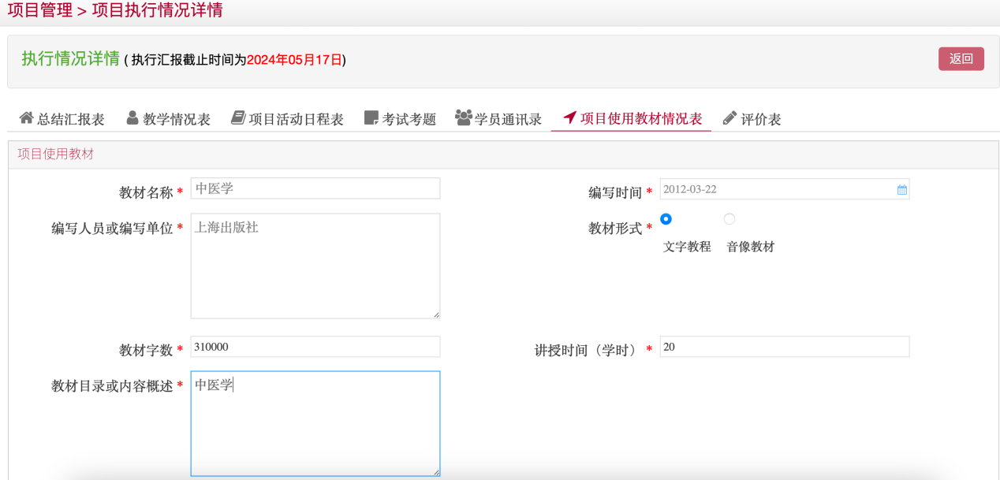 项目管理 > 项目执行情况详情
执行情况详情 ( 执行汇报截止时间为2024年05月17日)
返回
总结汇报表 教学情况表 项目活动日程表 考试考题 学员通讯录 项目使用教材情况表 评价表
项目使用教材
教材名称 * 中医学 编写时间 * 2012-03-22
编写人员或编写单位 * 上海出版社 教材形式 *
文字教程 音像教材
教材字数 * 310000 讲授时间（学时） * 20
教材目录或内容概述 * 中医学